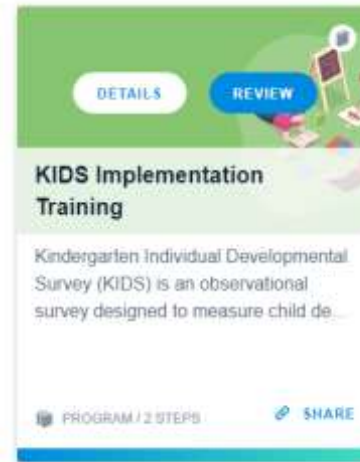 DETAILS
REVIEW
KIDS Implementation
Training
Kindergarten Individual Developmental
Survey (KIDS) is an observational
survey designed to measure child de...
PROGRAM / 2 STEPS
SHARE